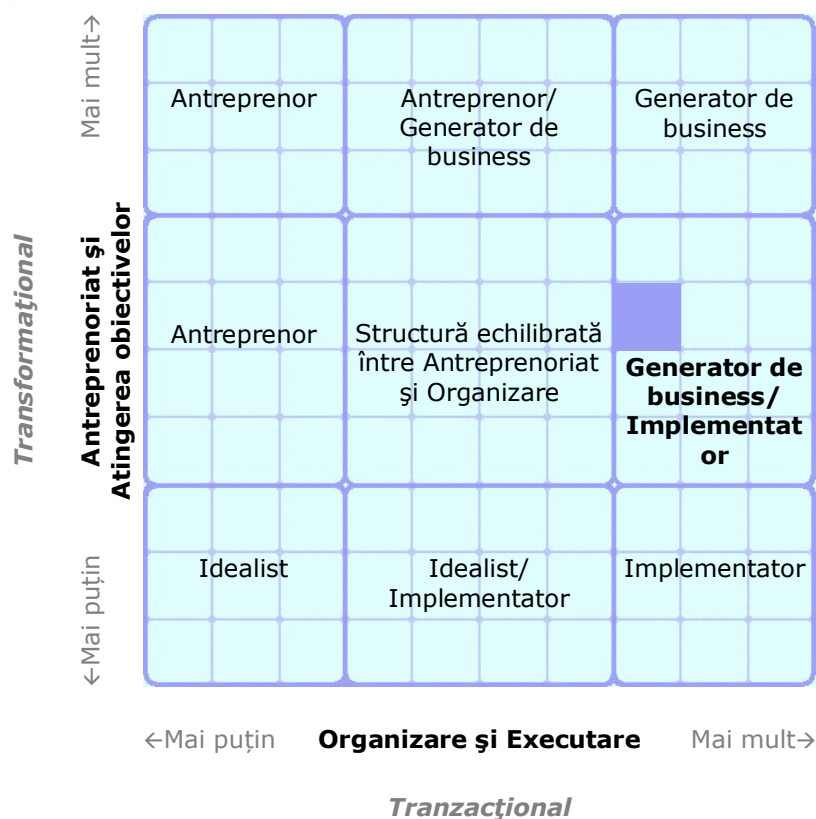 Mai mult→
Antreprenor
Antreprenor/
Generator de
business
Generator de
business
Transformaţional
Antreprenoriat şi
Atingerea obiectivelor
Antreprenor
Structură echilibrată
între Antreprenoriat
şi Organizare
Generator de
business/
Implementat
or
←Mai puțin
Idealist
Idealist/
Implementator
Implementator
←Mai puțin
Organizare şi Executare
Mai mult→
Tranzacţional